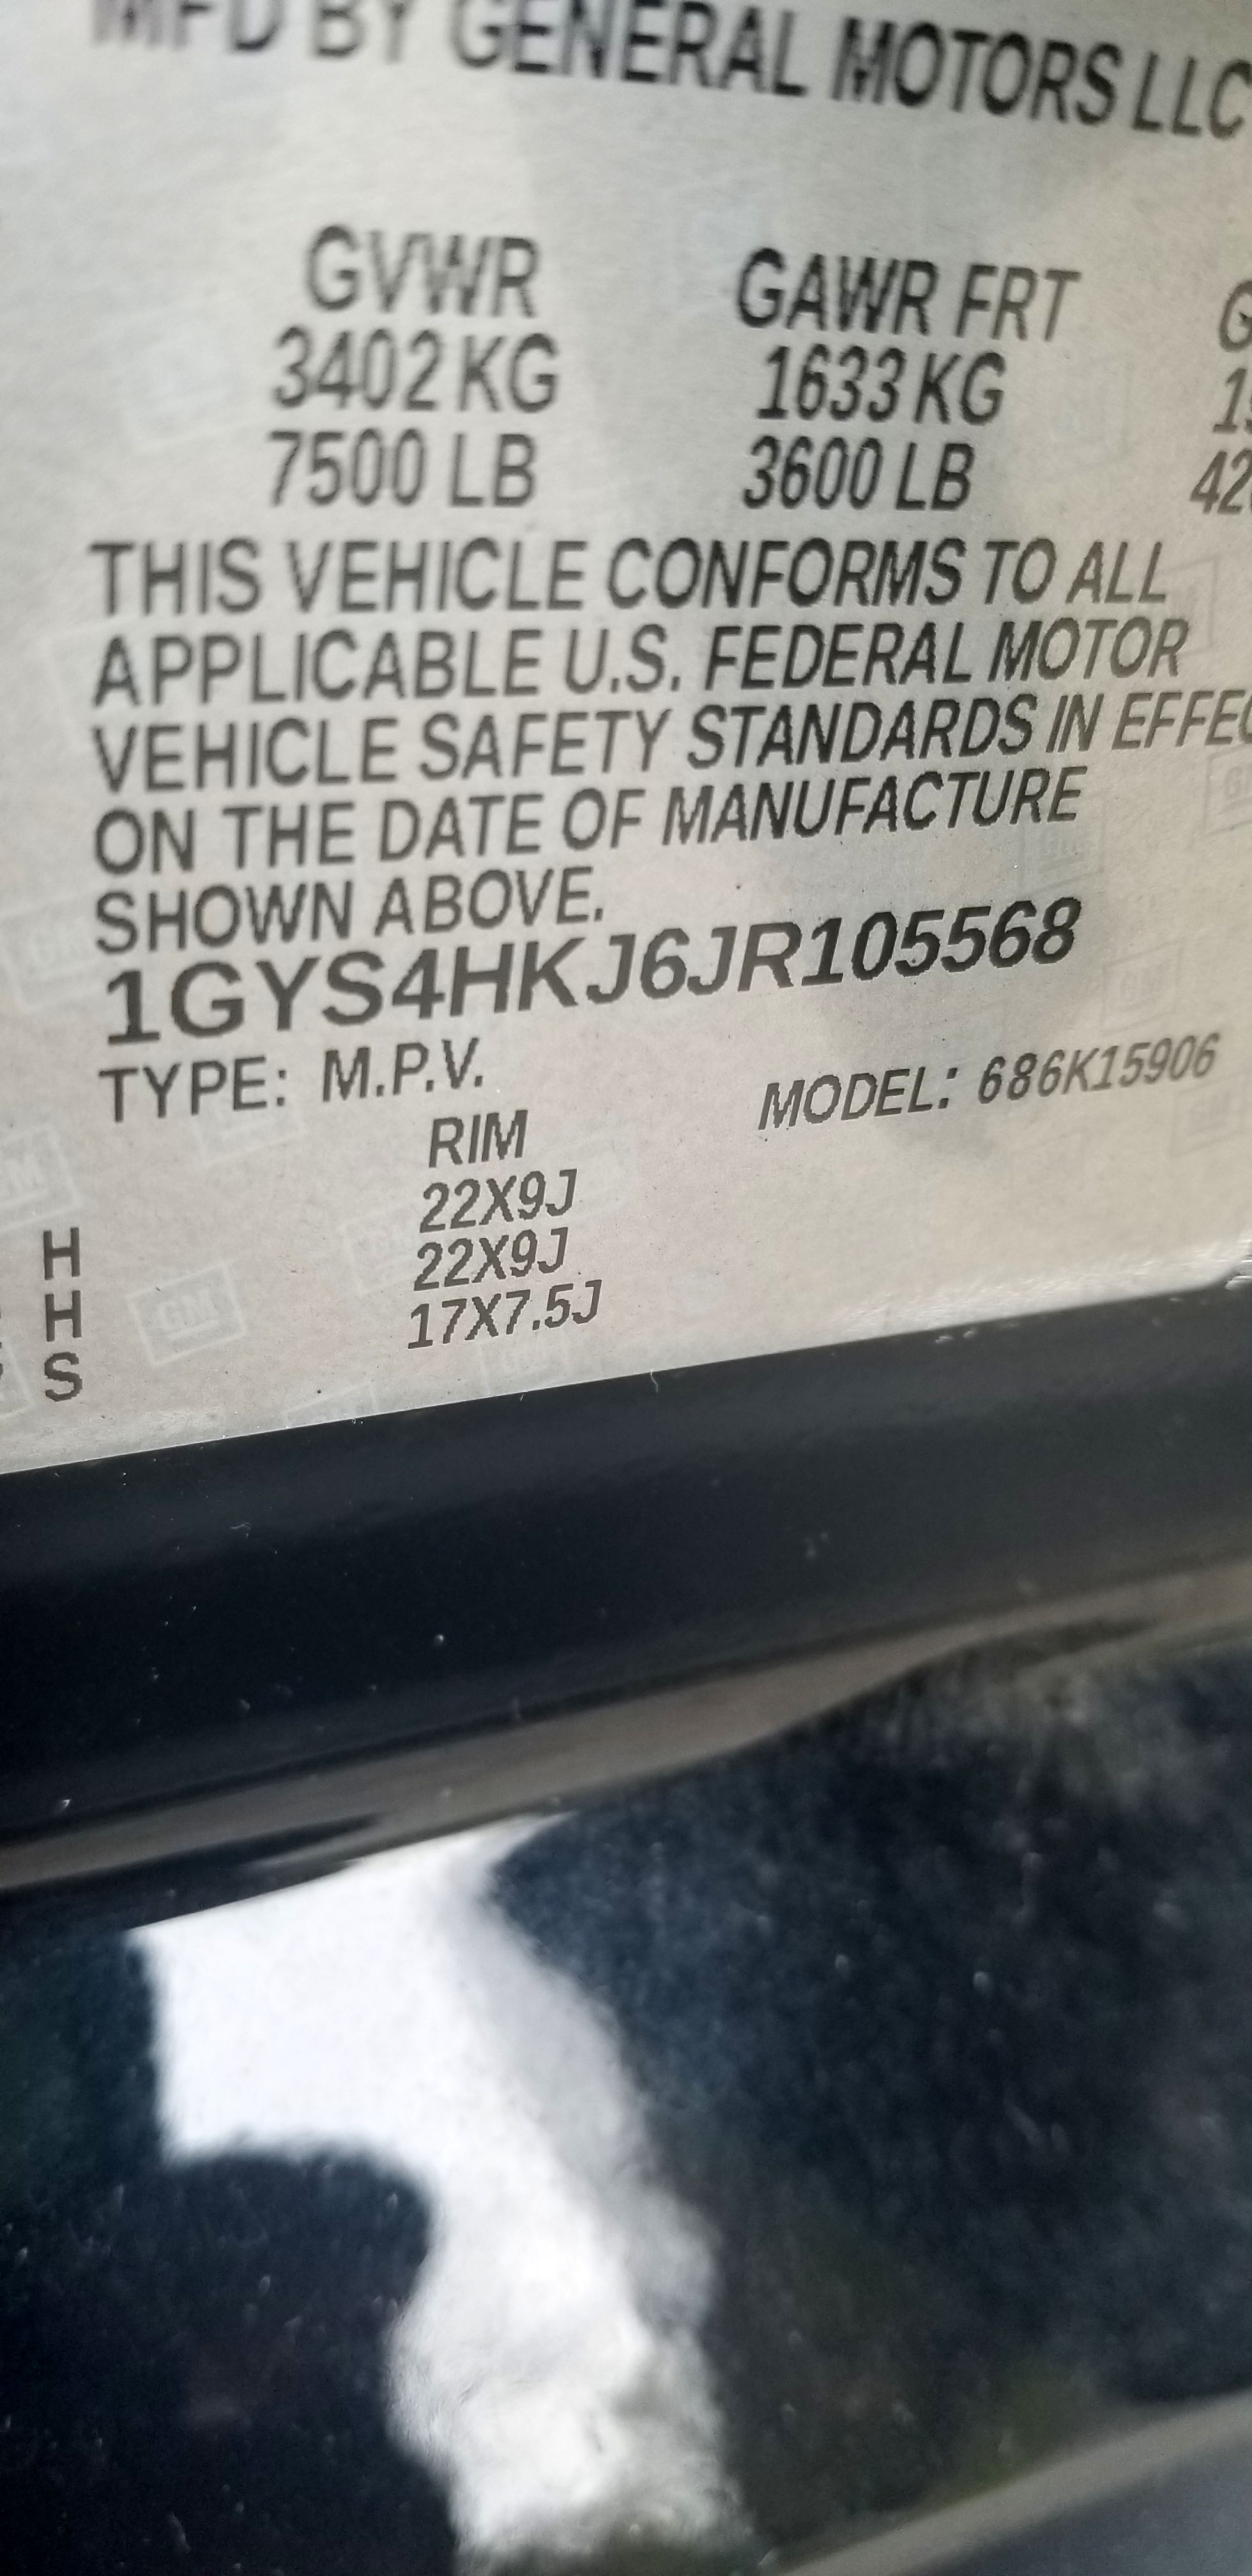 MFD BY GENERAL MOTORS LLC
GVWR GAWR FRT
3402 KG 1633 KG
7500 LB 3600 LB
THIS VEHICLE CONFORMS TO ALL
APPLICABLE U.S. FEDERAL MOTOR
VEHICLE SAFETY STANDARDS IN EFFEC
ON THE DATE OF MANUFACTURE
SHOWN ABOVE.
1GYS4HKJ6JR105568
TYPE: M.P.V. MODEL: 686K15906
RIM
H 22X9J
H 22X9J
S 17X7.5J